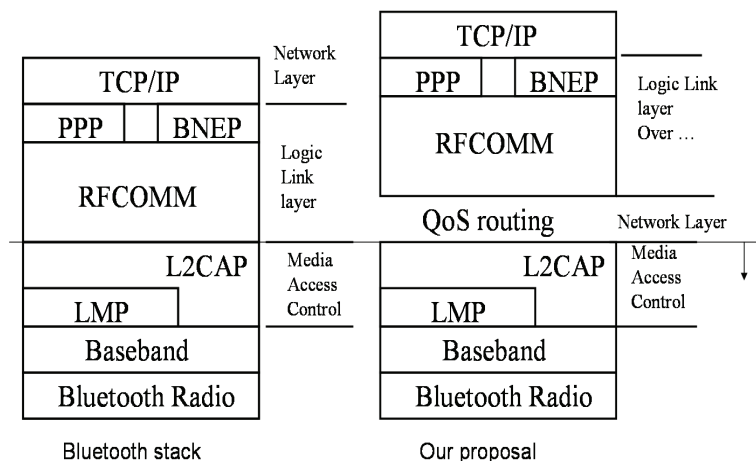 TCP/IP
PPP
BNEP
RFCOMM
L2CAP
LMP
Baseband
Bluetooth Radio
Network
Layer
Logic
Link
layer
Media
Access
Control
Bluetooth stack
TCP/IP
PPP
BNEP
RFCOMM
QoS routing
L2CAP
LMP
Baseband
Bluetooth Radio
Logic Link
layer
Over ...
Network Layer
Media
Access
Control
Our proposal